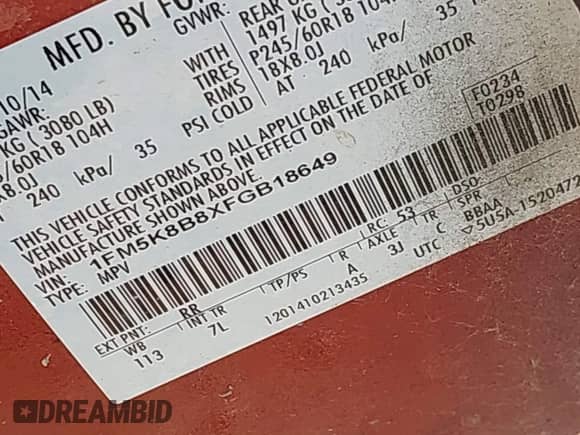 MFD. BY FO
10/14
GVWR:
GAWR:
KG ( 3080 LB)
/60R18 104H
X8.0J
240 kPa/ 35
WITH
TIRES
RIMS
PSI COLD
REAR
1497 KG
P245/60R18 104
18X8.0J
AT 240 kPa/ 35
THIS VEHICLE CONFORMS TO ALL APPLICABLE FEDERAL MOTOR
VEHICLE SAFETY STANDARDS IN EFFECT ON THE DATE OF
MANUFACTURE SHOWN ABOVE.
F0234
T0298
VIN: 1FM5K8B8XFGB18649
TYPE: MPV
EXT PNT: RR
RC: 53
DSO:
WB
INT TR
TP/PS
R
AXLE
TR
SPR
113
7L
A
3J
C
BBAA
1201410213435
UTC
▽5U5A-1520472
DREAMBID